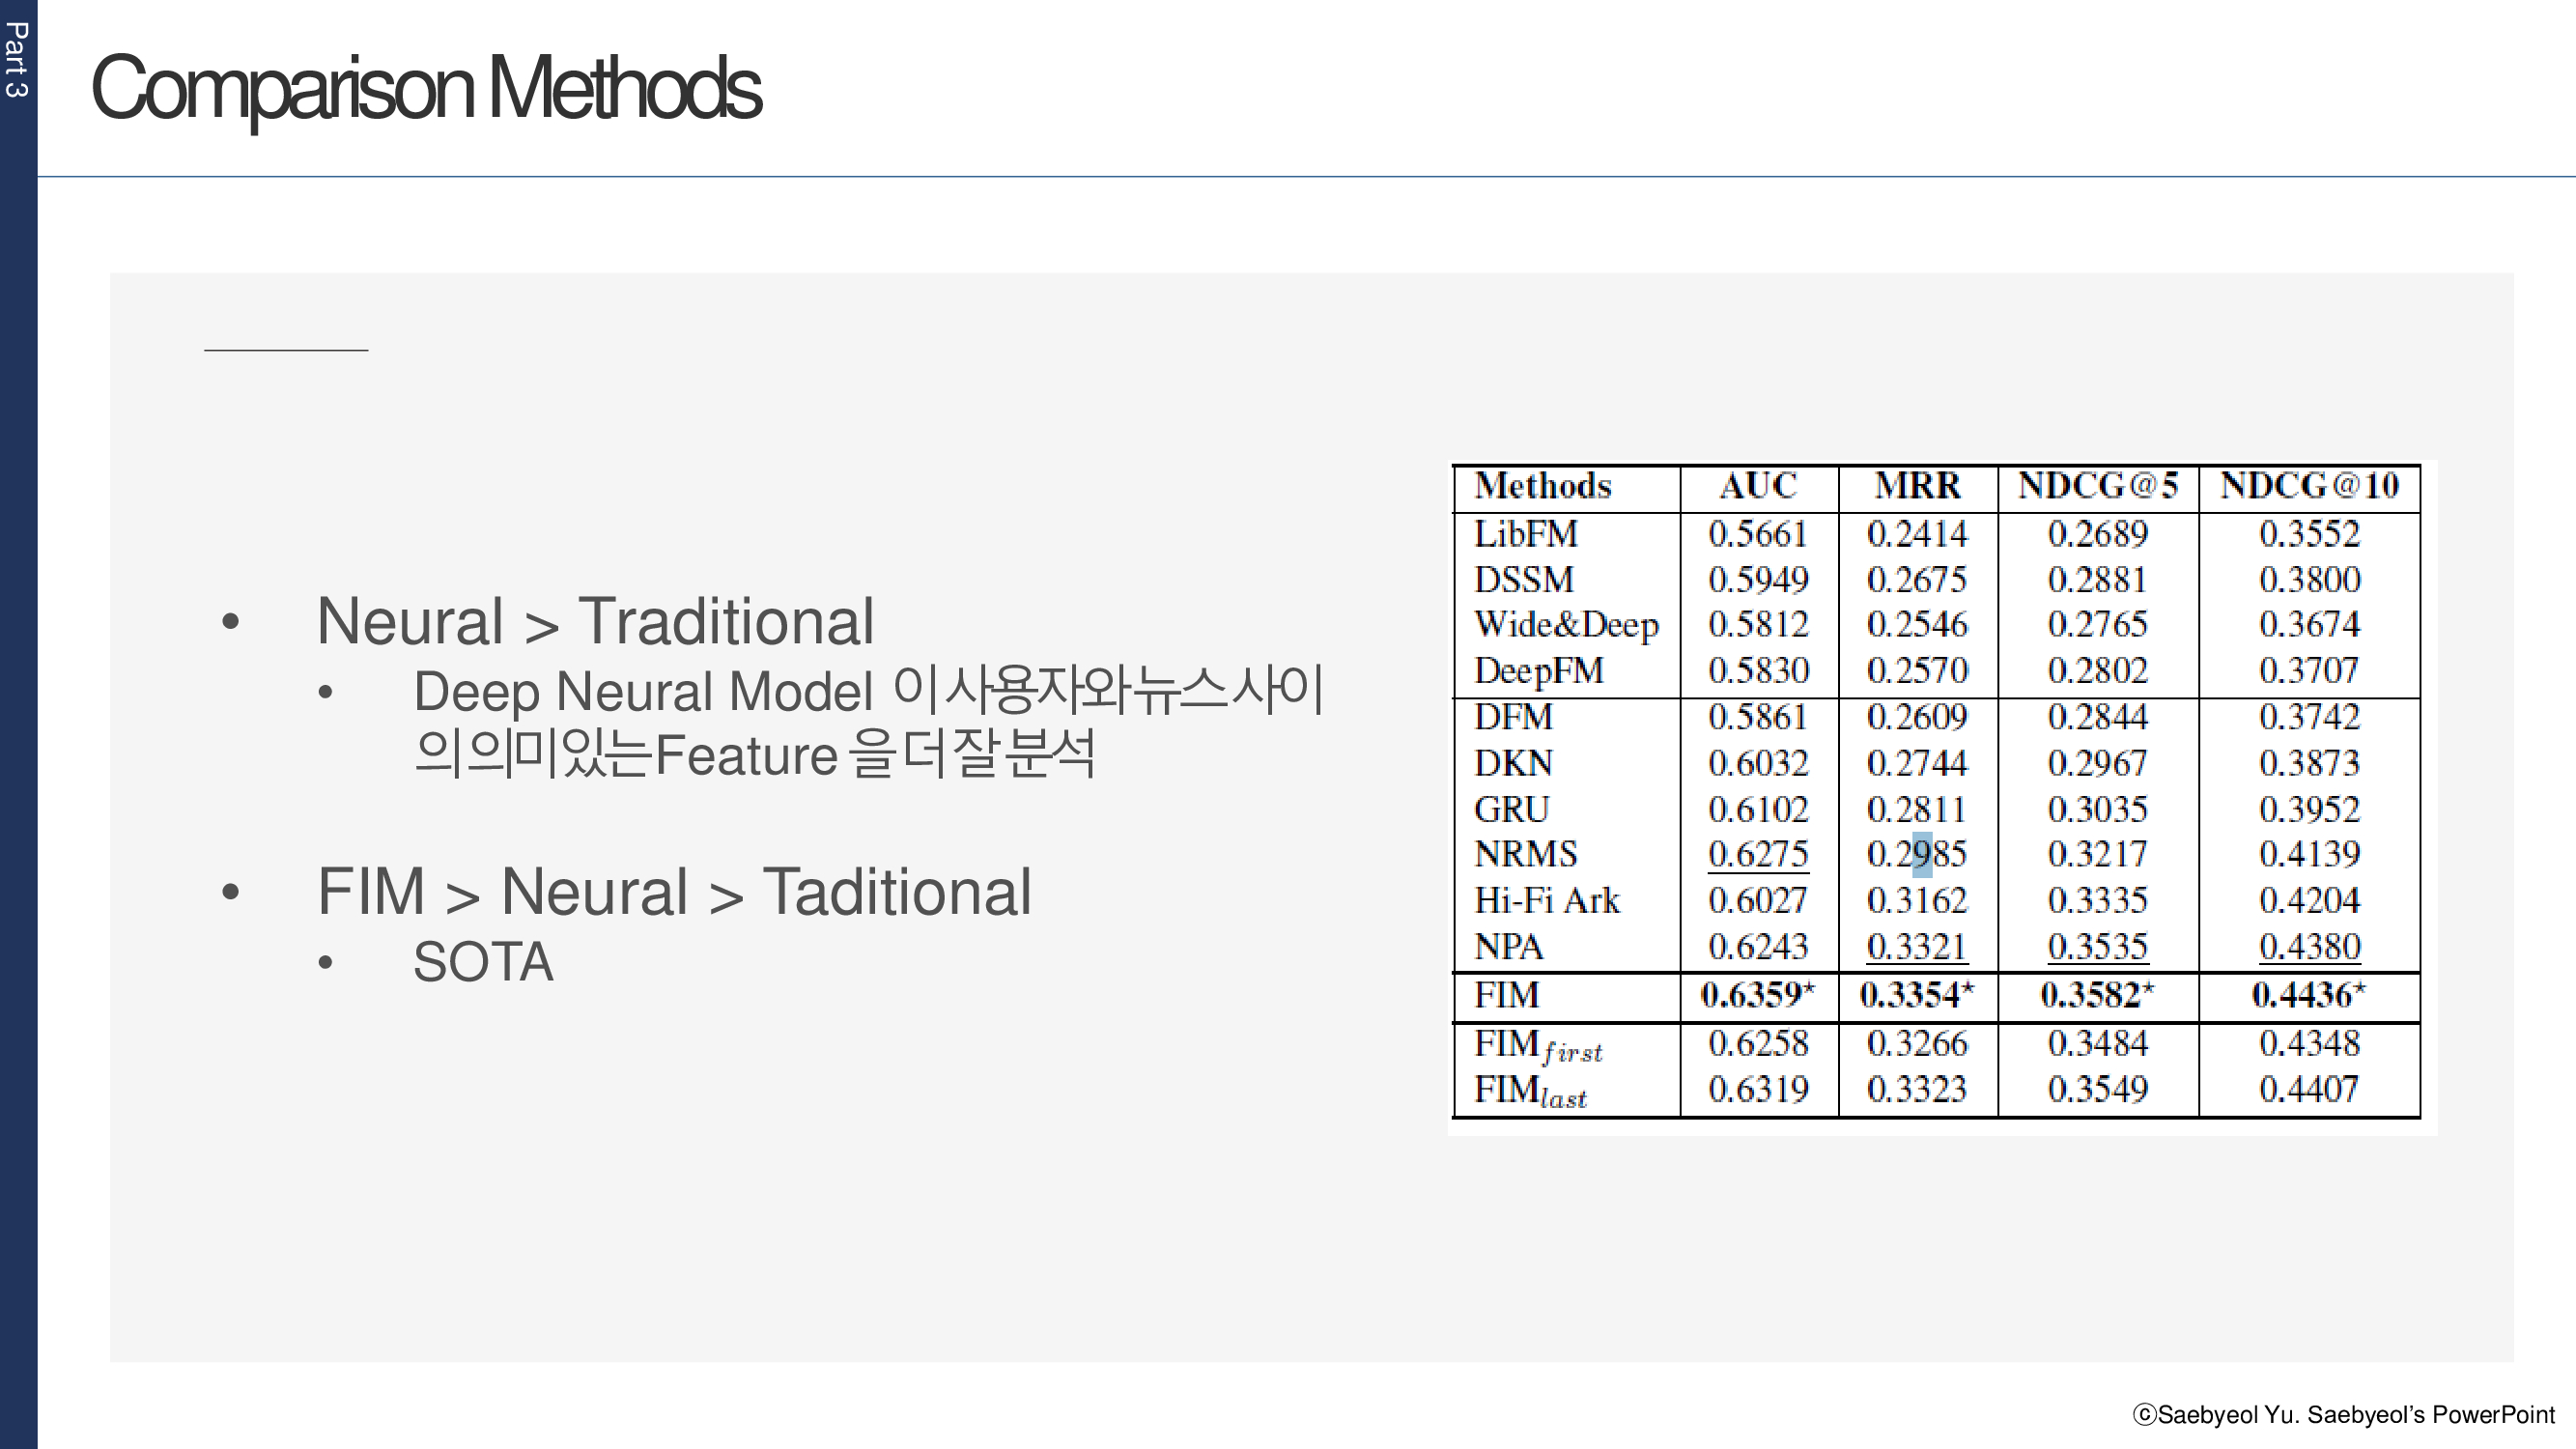 Part 3
Comparison Methods
• Neural > Traditional
• Deep Neural Model 이 사용자와 뉴스 사이
의 의미있는 Feature 을 더 잘 분석
• FIM > Neural > Taditional
• SOTA
Methods AUC MRR NDCG@5 NDCG@10
LibFM 0.5661 0.2414 0.2689 0.3552
DSSM 0.5949 0.2675 0.2881 0.3800
Wide&Deep 0.5812 0.2546 0.2765 0.3674
DeepFM 0.5830 0.2570 0.2802 0.3707
DFM 0.5861 0.2609 0.2844 0.3742
DKN 0.6032 0.2744 0.2967 0.3873
GRU 0.6102 0.2811 0.3035 0.3952
NRMS 0.6275 0.2985 0.3217 0.4139
Hi-Fi Ark 0.6027 0.3162 0.3335 0.4204
NPA 0.6243 0.3321 0.3535 0.4380
FIM 0.6359* 0.3354* 0.3582* 0.4436*
FIM first 0.6258 0.3266 0.3484 0.4348
FIM last 0.6319 0.3323 0.3549 0.4407
ⓒSaebyeol Yu. Saebyeol’s PowerPoint